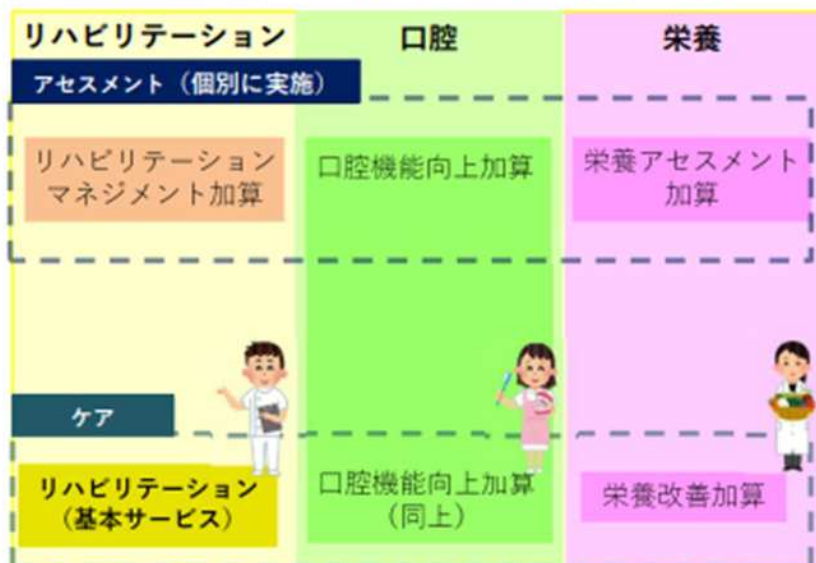 リハビリテーション
口腔
栄養
アセスメント（個別に実施）
リハビリテーション
マネジメント加算
口腔機能向上加算
栄養アセスメント
加算
ケア
リハビリテーション
（基本サービス）
口腔機能向上加算
（同上）
栄養改善加算